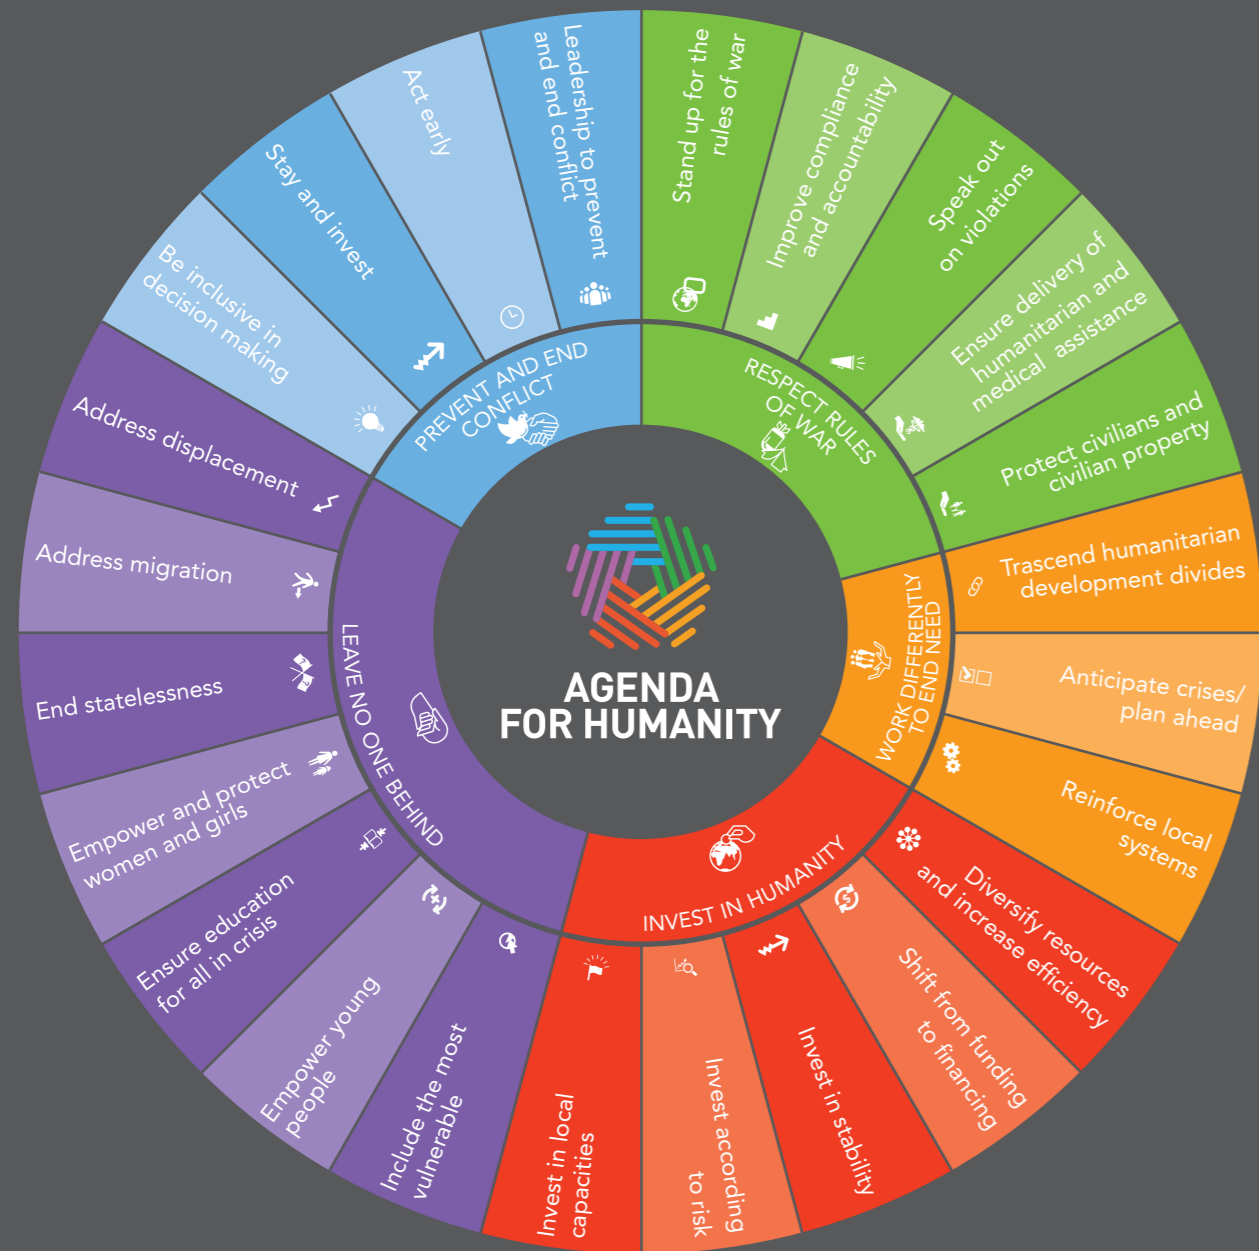 AGENDA
FOR HUMANITY
PREVENT AND END
CONFLICT
Leadership to prevent
and end conflict
Act early
Stay and invest
Be inclusive in
decision making
RESPECT RULES
OF WAR
Stand up for the
rules of war
Improve compliance
and accountability
Speak out
on violations
Ensure delivery of
humanitarian and
medical assistance
Protect civilians and
civilian property
WORK DIFFERENTLY
TO END NEED
Trascend humanitarian
development divides
Anticipate crises/
plan ahead
Reinforce local
systems
INVEST IN HUMANITY
Diversify resources
and increase efficiency
Shift from funding
to financing
Invest in stability
Invest according
to risk
Invest in local
capacities
LEAVE NO ONE BEHIND
Include the most
vulnerable
Empower young
people
Ensure education
for all in crisis
Empower and protect
women and girls
End statelessness
Address migration
Address displacement